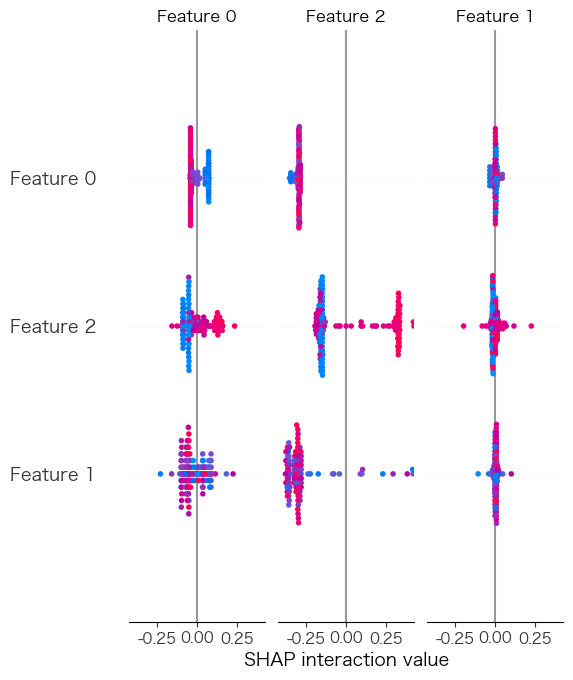 Feature 0 Feature 2 Feature 1
Feature 0
Feature 2
Feature 1
-0.25 0.00 0.25 -0.25 0.00 0.25 -0.25 0.00 0.25
SHAP interaction value